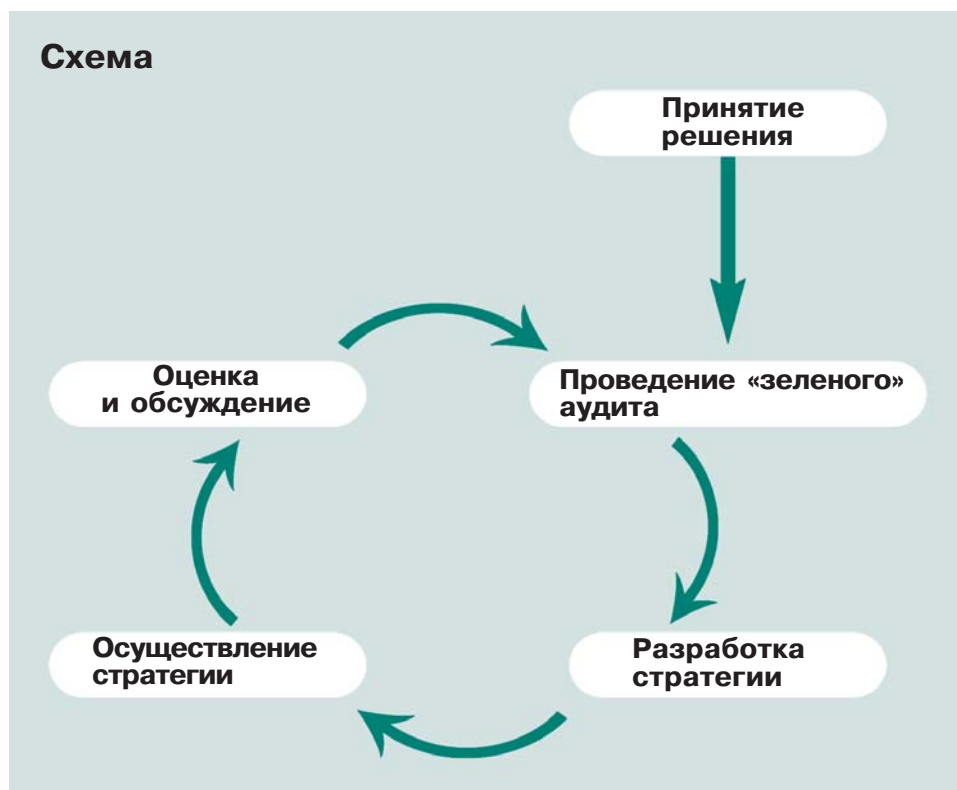 Схема
Принятие
решения
Оценка
и обсуждение
Проведение «зеленого»
аудита
Осуществление
стратегии
Разработка
стратегии